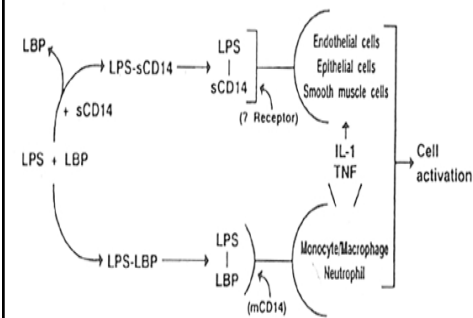 LBP
LPS-sCD14
LPS
sCD14
+ sCD14
(? Receptor)
Endothelial cells
Epithelial cells
Smooth muscle cells
LPS + LBP
IL-1
TNF
Cell
activation
LPS-LBP
LPS
LBP
(mCD14)
Monocyte/Macrophage
Neutrophil